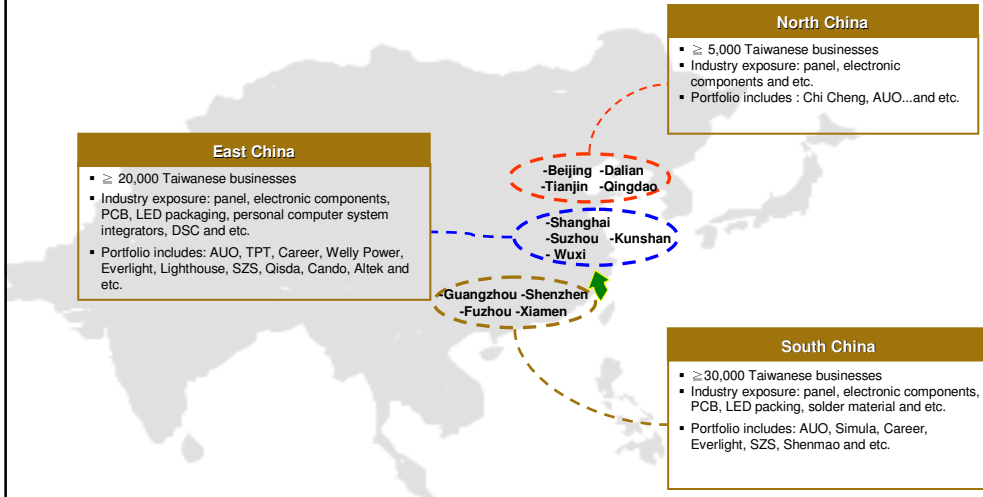 North China
▪ ≧ 5,000 Taiwanese businesses
▪ Industry exposure: panel, electronic
components and etc.
▪ Portfolio includes : Chi Cheng, AUO...and etc.
East China
▪ ≧ 20,000 Taiwanese businesses
▪ Industry exposure: panel, electronic components,
PCB, LED packaging, personal computer system
integrators, DSC and etc.
▪ Portfolio includes: AUO, TPT, Career, Welly Power,
Everlight, Lighthouse, SZS, Qisda, Cando, Altek and
etc.
-Beijing -Dalian
-Tianjin -Qingdao
-Shanghai
-Suzhou -Kunshan
- Wuxi
-Guangzhou -Shenzhen
-Fuzhou -Xiamen
South China
▪ ≧30,000 Taiwanese businesses
▪ Industry exposure: panel, electronic components,
PCB, LED packing, solder material and etc.
▪ Portfolio includes: AUO, Simula, Career,
Everlight, SZS, Shenmao and etc.